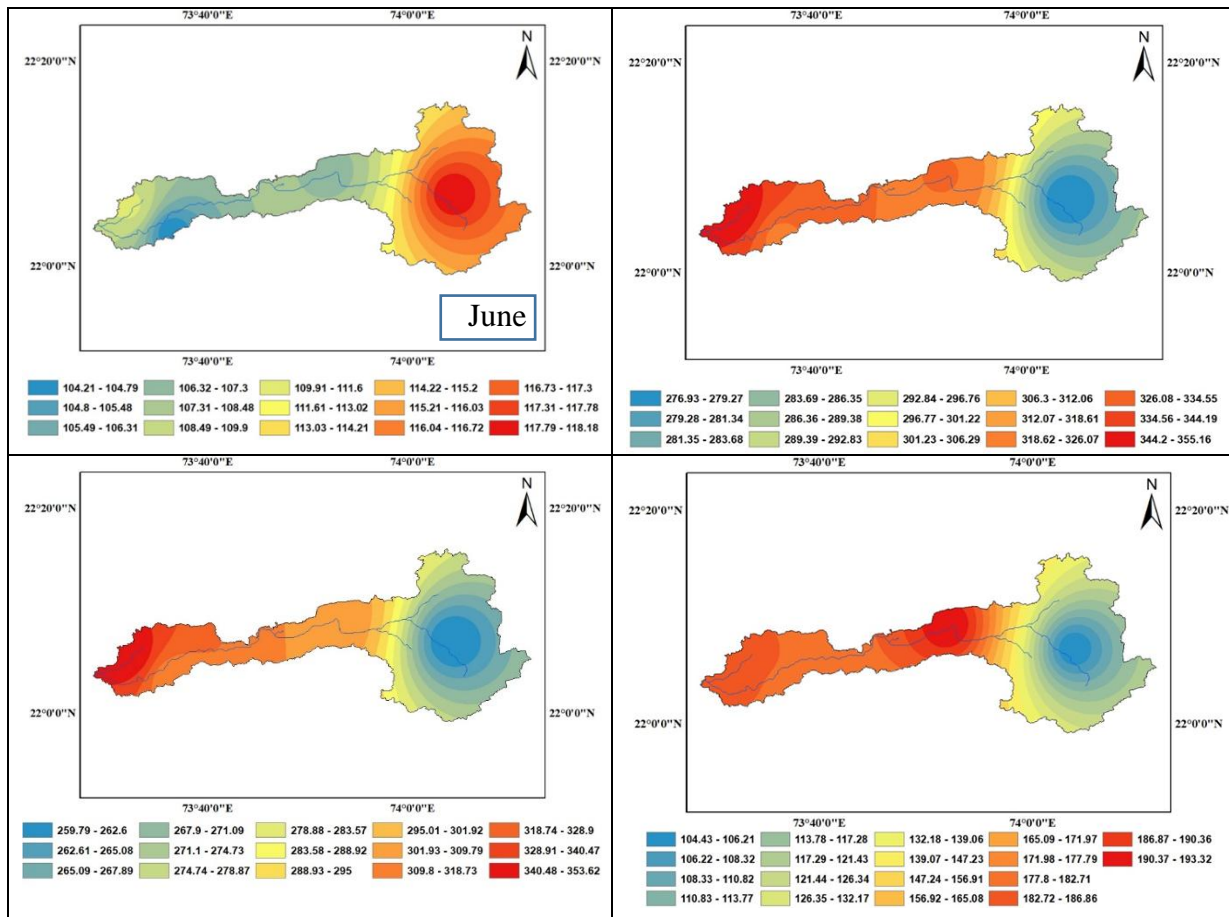 73°40'0"E 74°0'0"E
N
22°20'0"N 22°20'0"N
22°0'0"N 22°0'0"N
June
73°40'0"E 74°0'0"E
104.21 - 104.79 106.32 - 107.3 109.91 - 111.6 114.22 - 115.2 116.73 - 117.3
104.8 - 105.48 107.31 - 108.48 111.61 - 113.02 115.21 - 116.03 117.31 - 117.78
105.49 - 106.31 108.49 - 109.9 113.03 - 114.21 116.04 - 116.72 117.79 - 118.18
73°40'0"E 74°0'0"E
N
22°20'0"N 22°20'0"N
22°0'0"N 22°0'0"N
73°40'0"E 74°0'0"E
276.93 - 279.27 283.69 - 286.35 292.84 - 296.76 306.3 - 312.06 326.08 - 334.55
279.28 - 281.34 286.36 - 289.38 296.77 - 301.22 312.07 - 318.61 334.56 - 344.19
281.35 - 283.68 289.39 - 292.83 301.23 - 306.29 318.62 - 326.07 344.2 - 355.16
73°40'0"E 74°0'0"E
N
22°20'0"N 22°20'0"N
22°0'0"N 22°0'0"N
73°40'0"E 74°0'0"E
259.79 - 262.6 267.9 - 271.09 278.88 - 283.57 295.01 - 301.92 318.74 - 328.9
262.61 - 265.08 271.1 - 274.73 283.58 - 288.92 301.93 - 309.79 328.91 - 340.47
265.09 - 267.89 274.74 - 278.87 288.93 - 295 309.8 - 318.73 340.48 - 353.62
73°40'0"E 74°0'0"E
N
22°20'0"N 22°20'0"N
22°0'0"N 22°0'0"N
73°40'0"E 74°0'0"E
104.43 - 106.21 113.78 - 117.28 132.18 - 139.06 165.09 - 171.97 186.87 - 190.36
106.22 - 108.32 117.29 - 121.43 139.07 - 147.23 171.98 - 177.79 190.37 - 193.32
108.33 - 110.82 121.44 - 126.34 147.24 - 156.91 177.8 - 182.71
110.83 - 113.77 126.35 - 132.17 156.92 - 165.08 182.72 - 186.86